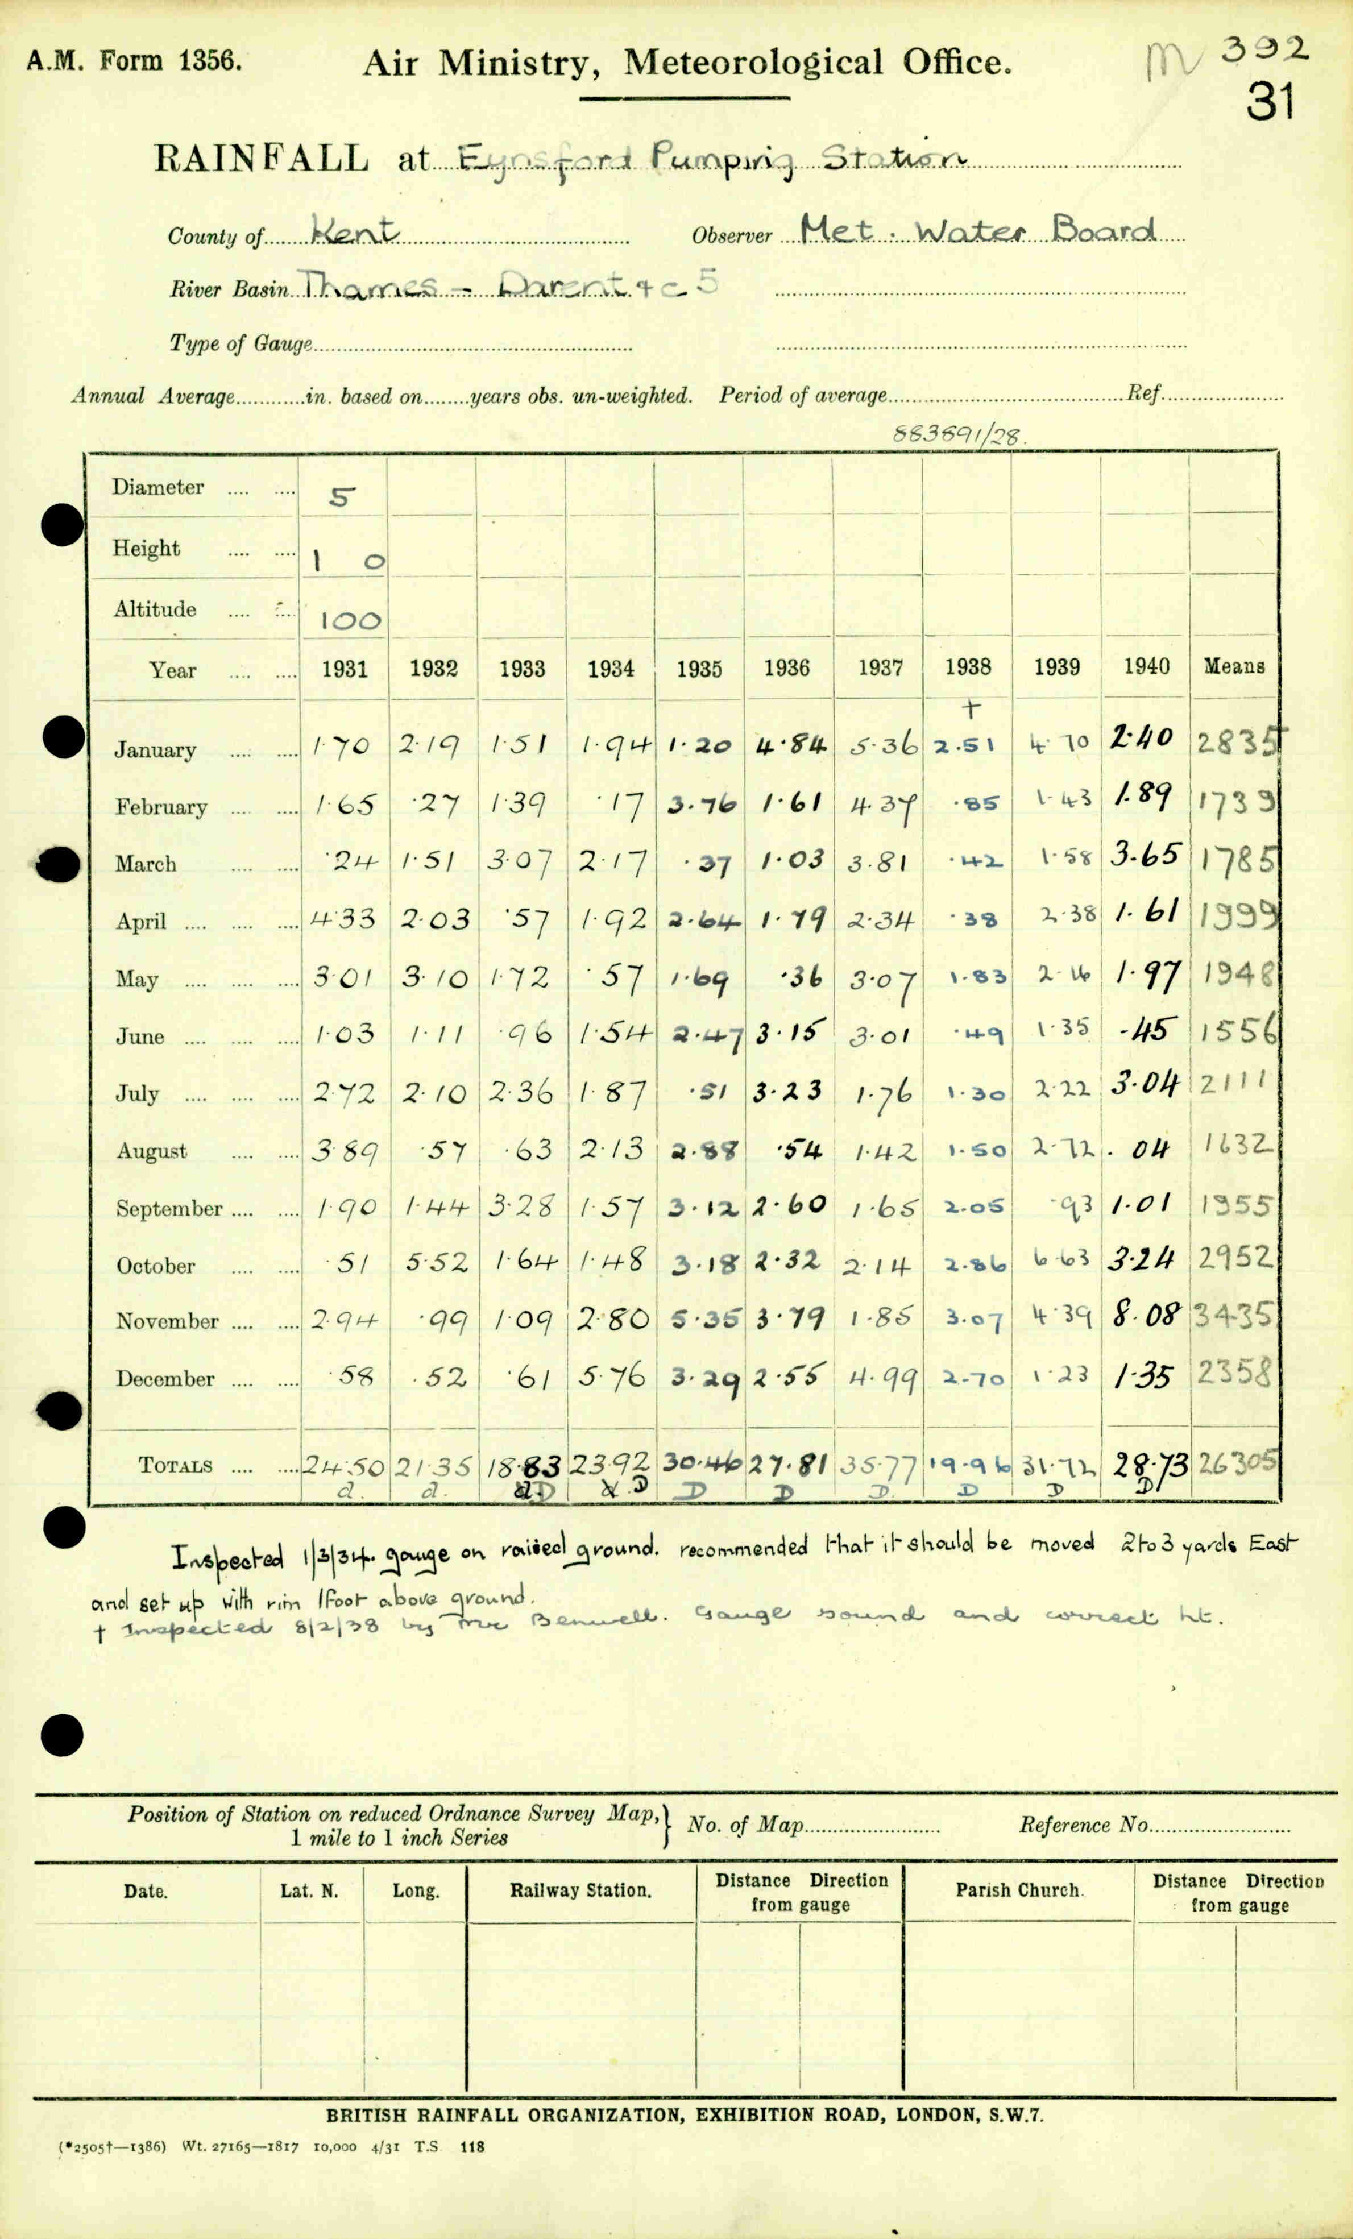 A.M. Form 1356. Air Ministry, Meteorological Office. M 392
31
RAINFALL at Eynsford Pumping Station
County of Kent Observer Met. Water Board
River Basin Thames - Darent + c 5
Type of Gauge
Annual Average in. based on years obs. un-weighted. Period of average Ref.
883891/28.
Diameter 5
Height 1 0
Altitude 100
Year 1931 1932 1933 1934 1935 1936 1937 1938 1939 1940 Means
†
January 1·70 2·19 1·51 1·94 1·20 4·84 5·36 2·51 4·70 2·40 2835
February 1·65 ·27 1·39 ·17 3·76 1·61 4·37 ·85 1·43 1·89 1739
March ·24 1·51 3·07 2·17 ·37 1·03 3·81 ·42 1·58 3·65 1785
April 4·33 2·03 ·57 1·92 2·64 1·79 2·34 ·38 2·38 1·61 1999
May 3·01 3·10 1·72 ·57 1·69 ·36 3·07 1·83 2·16 1·97 1948
June 1·03 1·11 ·96 1·54 2·47 3·15 3·01 ·49 1·35 ·45 1556
July 2·72 2·10 2·36 1·87 ·51 3·23 1·76 1·30 2·22 3·04 2111
August 3·89 ·57 ·63 2·13 2·88 ·54 1·42 1·50 2·72 ·04 1632
September 1·90 1·44 3·28 1·57 3·12 2·60 1·65 2·05 ·93 1·01 1955
October ·51 5·52 1·64 1·48 3·18 2·32 2·14 2·86 6·63 3·24 2952
November 2·94 ·99 1·09 2·80 5·35 3·79 1·85 3·07 4·39 8·08 3435
December ·58 ·52 ·61 5·76 3·29 2·55 4·99 2·70 1·23 1·35 2358
TOTALS 24·50 21·35 18·83 23·92 30·46 27·81 35·77 19·96 31·72 28·73 26305
d. d. d. D D D D D. D D D
Inspected 1/3/34. gauge on raised ground. recommended that it should be moved 2 to 3 yards East
and set up with rim 1 foot above ground.
† Inspected 8/2/38 by Mr Benwell. Gauge sound and correct ht.
Position of Station on reduced Ordnance Survey Map, } No. of Map Reference No.
1 mile to 1 inch Series
Date. Lat. N. Long. Railway Station. Distance Direction Parish Church. Distance Direction
from gauge from gauge
BRITISH RAINFALL ORGANIZATION, EXHIBITION ROAD, LONDON, S.W.7.
(*2505†—1386) Wt. 27165—1817 10,000 4/31 T.S 118